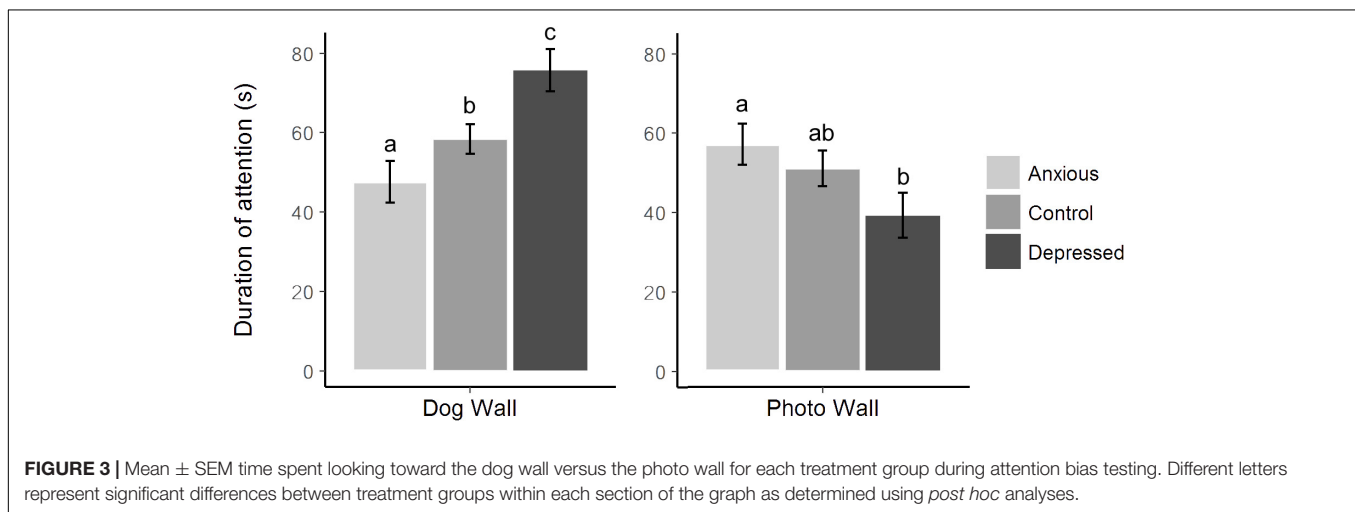 Duration of attention (s)
80
60
40
20
0
a
b
c
Dog Wall
80
60
40
20
0
a
ab
b
Photo Wall
Anxious
Control
Depressed
FIGURE 3 | Mean ± SEM time spent looking toward the dog wall versus the photo wall for each treatment group during attention bias testing. Different letters
represent significant differences between treatment groups within each section of the graph as determined using post hoc analyses.